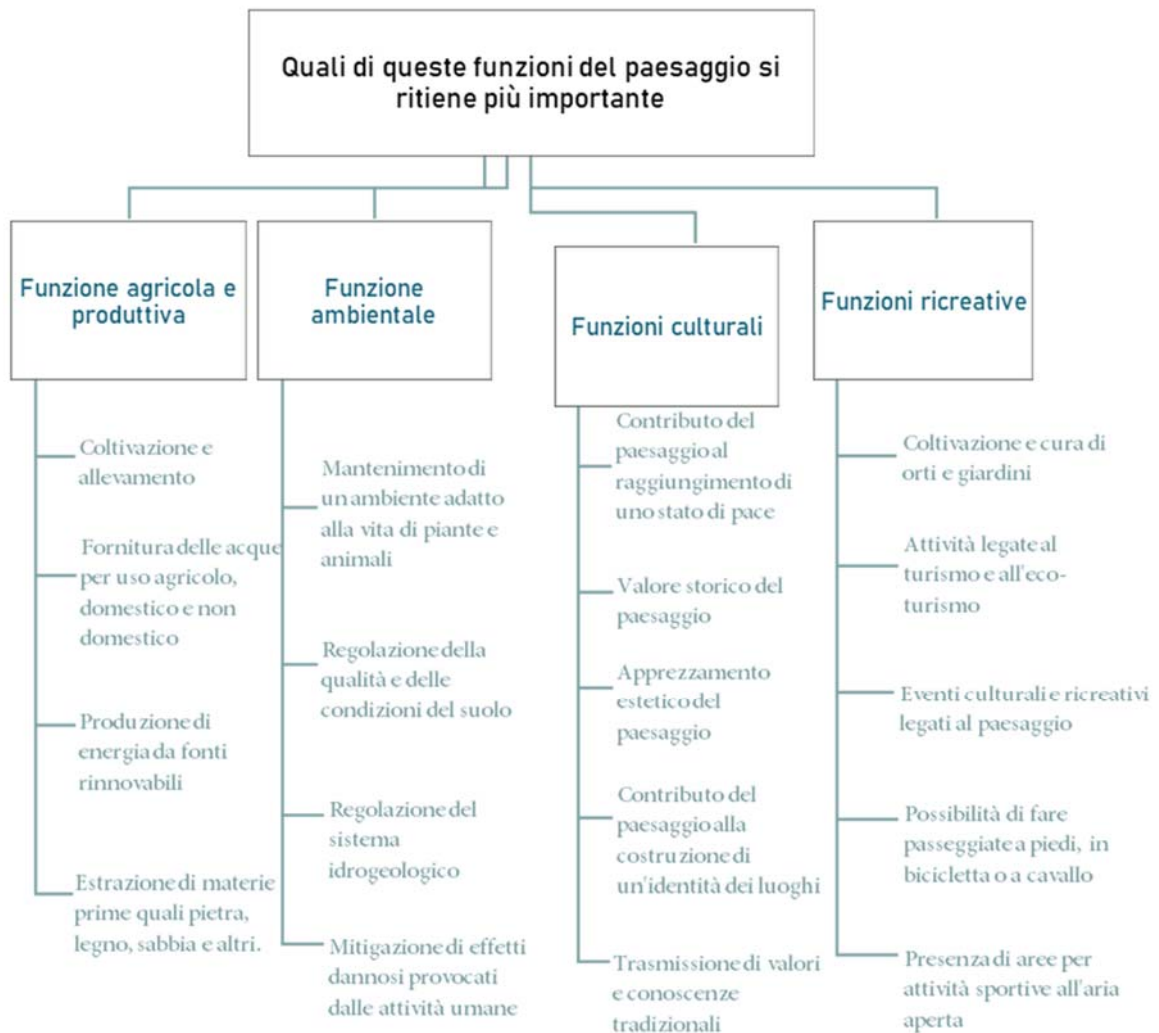 Quali di queste funzioni del paesaggio si
ritiene più importante
Funzione agricola e
produttiva
Coltivazione e
allevamento
Fornitura delle acque
per uso agricolo,
domestico e non
domestico
Produzione di
energia da fonti
rinnovabili
Estrazione di materie
prime quali pietra,
legno, sabbia e altri.
Funzione
ambientale
Mantenimento di
un ambiente adatto
alla vita di piante e
animali
Regolazione della
qualità e delle
condizioni del suolo
Regolazione del
sistema
idrogeologico
Mitigazione di effetti
dannosi provocati
dalle attività umane
Funzioni culturali
Contributo del
paesaggio al
raggiungimento di
uno stato di pace
Valore storico del
paesaggio
Apprezzamento
estetico del
paesaggio
Contributo del
paesaggio alla
costruzione di
un'identità dei luoghi
Trasmissione di valori
e conoscenze
tradizionali
Funzioni ricreative
Coltivazione e cura di
orti e giardini
Attività legate al
turismo e all'eco-
turismo
Eventi culturali e ricreativi
legati al paesaggio
Possibilità di fare
passeggiate a piedi, in
bicicletta o a cavallo
Presenza di aree per
attività sportive all'aria
aperta